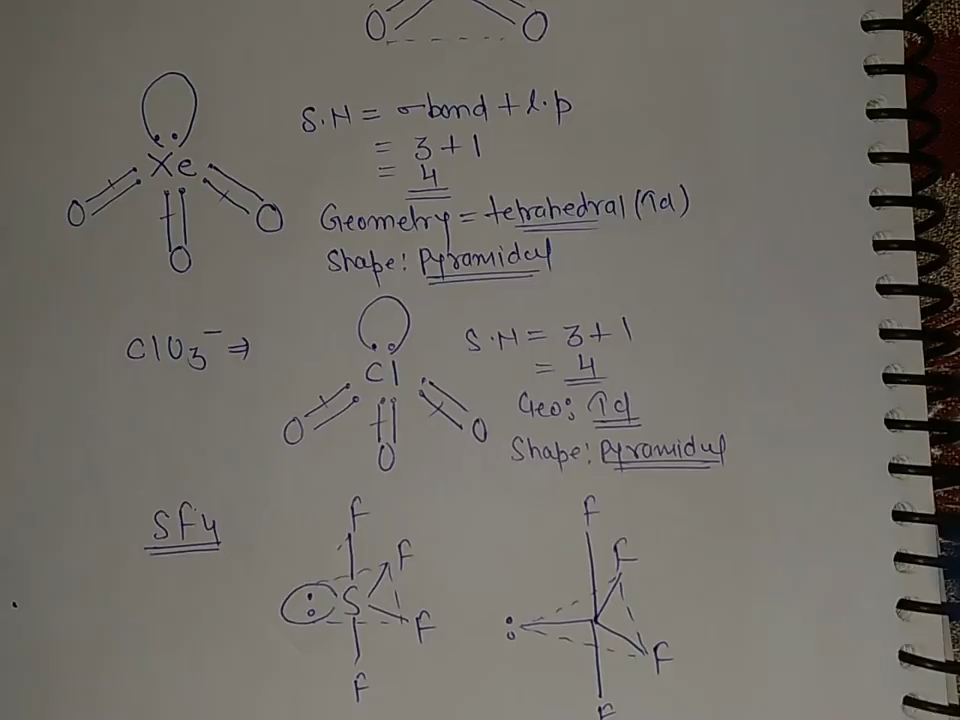 O O
S.N = σ-bond + l.p
= 3 + 1
= 4
Xe
O O
O
Geometry = tetrahedral (Td)
Shape: Pyramidal
ClO3⁻ ⇒
Cl
O O
O
S.N = 3 + 1
= 4
Geo: Td
Shape: Pyramidal
SF4
F
F
: S
F
F
F
F
:
F
F